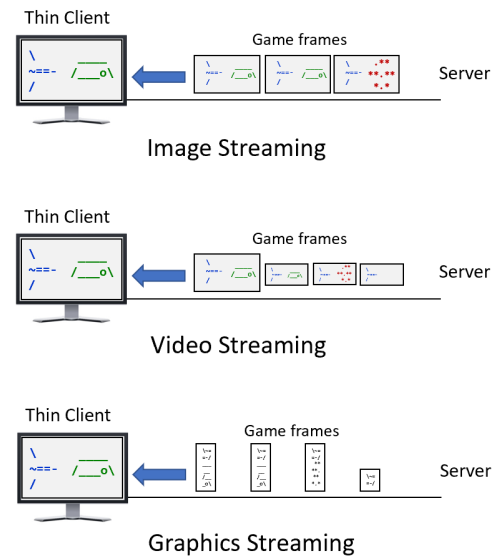 Thin Client
Game frames
Server
Image Streaming
Thin Client
Game frames
Server
Video Streaming
Thin Client
Game frames
Server
Graphics Streaming